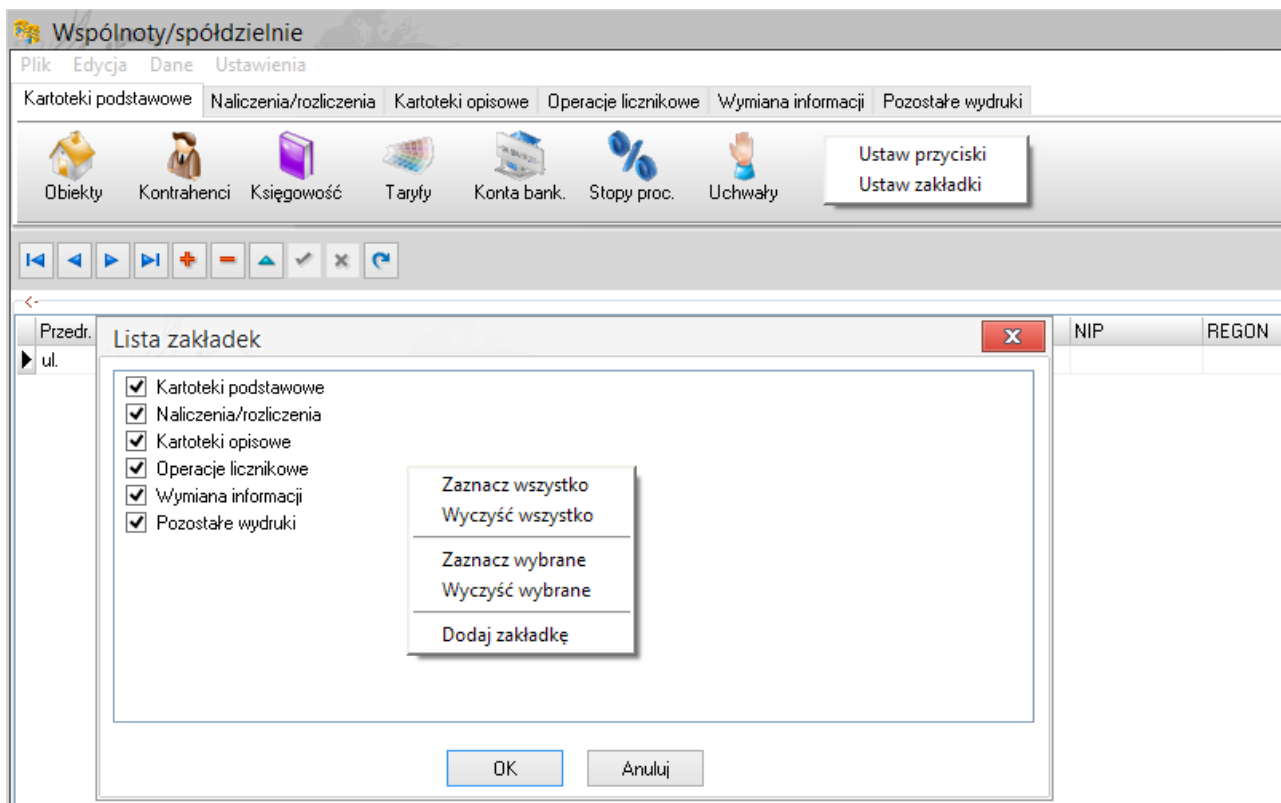 Wspólnoty/spółdzielnie
Plik Edycja Dane Ustawienia
Kartoteki podstawowe Naliczenia/rozliczenia Kartoteki opisowe Operacje licznikowe Wymiana informacji Pozostałe wydruki
Obiekty Kontrahenci Księgowość Taryfy Konta bank. Stopy proc. Uchwały
Ustaw przyciski
Ustaw zakładki
Przedr. NIP REGON
ul.
Lista zakładek
Kartoteki podstawowe
Naliczenia/rozliczenia
Kartoteki opisowe
Operacje licznikowe
Wymiana informacji
Pozostałe wydruki
Zaznacz wszystko
Wyczyść wszystko
Zaznacz wybrane
Wyczyść wybrane
Dodaj zakładkę
OK Anuluj